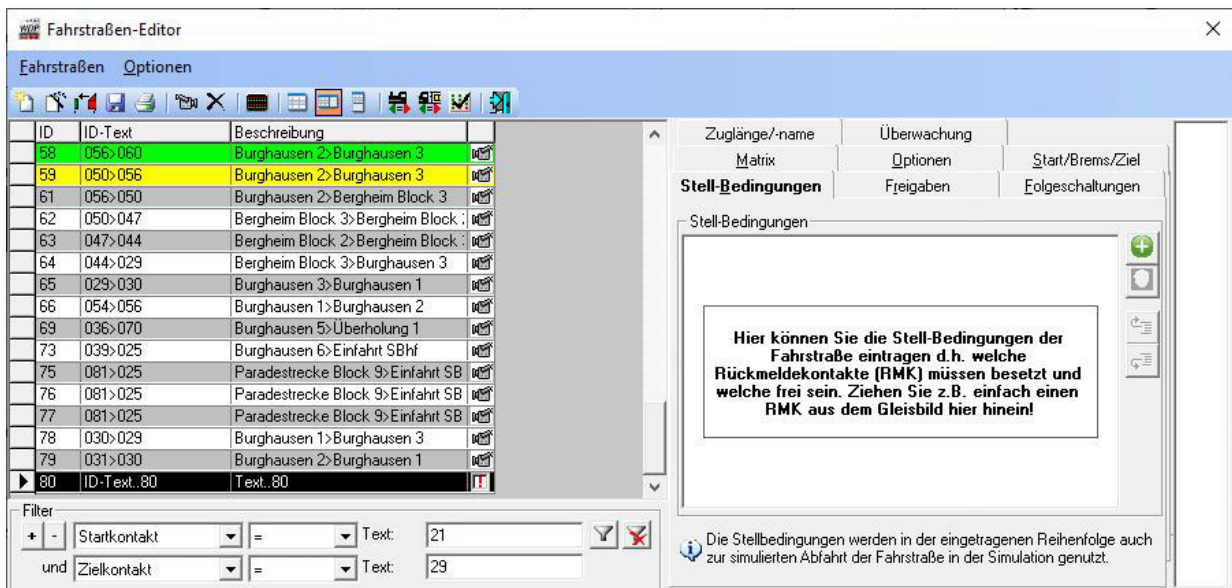 Fahrstraßen-Editor
Fahrstraßen Optionen
ID ID-Text Beschreibung
58 056>060 Burghausen 2>Burghausen 3
59 050>056 Burghausen 2>Burghausen 3
61 056>050 Burghausen 2>Bergheim Block 3
62 050>047 Bergheim Block 3>Bergheim Block
63 047>044 Bergheim Block 2>Bergheim Block
64 044>029 Bergheim Block 3>Burghausen 3
65 029>030 Burghausen 3>Burghausen 1
66 054>056 Burghausen 1>Burghausen 2
69 036>070 Burghausen 5>Überholung 1
73 039>025 Burghausen 6>Einfahrt SBhf
75 081>025 Paradestrecke Block 9>Einfahrt SB
76 081>025 Paradestrecke Block 9>Einfahrt SB
77 081>025 Paradestrecke Block 9>Einfahrt SB
78 030>029 Burghausen 1>Burghausen 3
79 031>030 Burghausen 2>Burghausen 1
80 ID-Text..80 Text..80
Filter
+ - Startkontakt = Text: 21
und Zielkontakt = Text: 29
Zuglänge/-name Überwachung
Matrix Optionen Start/Brems/Ziel
Stell-Bedingungen Freigaben Folgeschaltungen
Stell-Bedingungen
Hier können Sie die Stell-Bedingungen der
Fahrstraße eintragen d.h. welche
Rückmeldekontakte (RMK) müssen besetzt und
welche frei sein. Ziehen Sie z.B. einfach einen
RMK aus dem Gleisbild hier hinein!
Die Stellbedingungen werden in der eingetragenen Reihenfolge auch
zur simulierten Abfahrt der Fahrstraße in der Simulation genutzt.